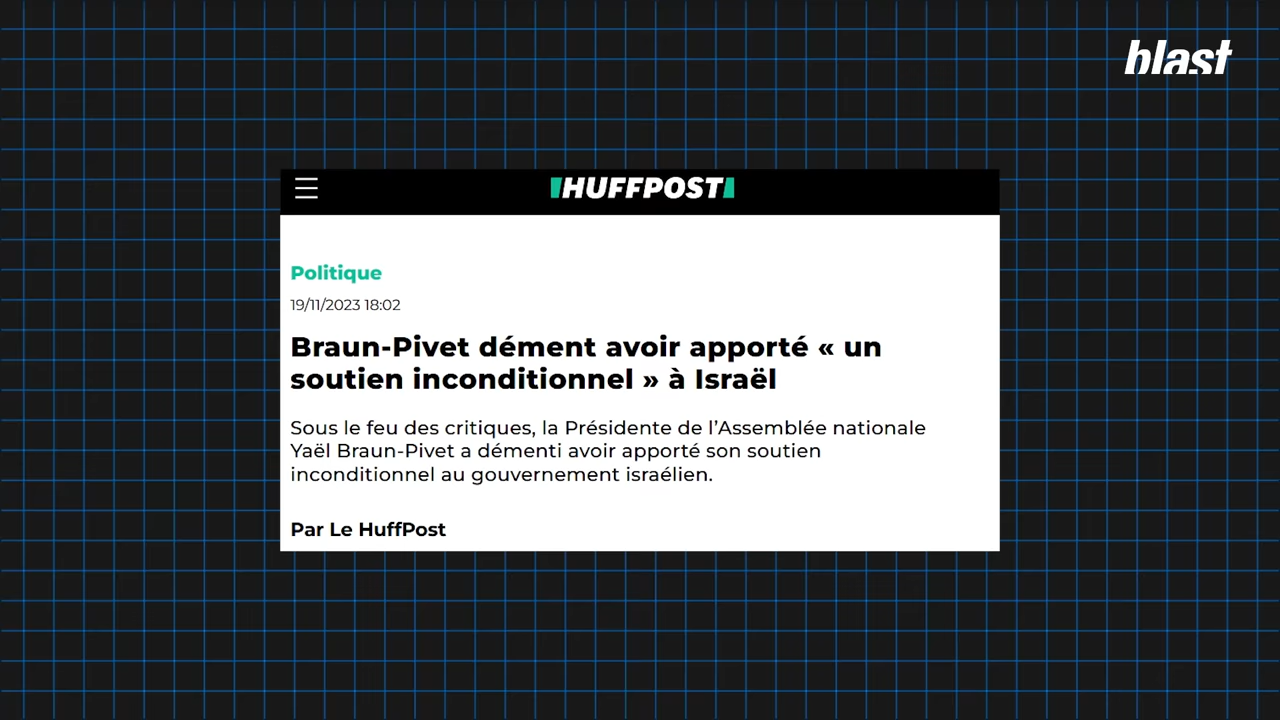 blast
HUFFPOST
Politique
19/11/2023 18:02
Braun-Pivet dément avoir apporté « un
soutien inconditionnel » à Israël
Sous le feu des critiques, la Présidente de l’Assemblée nationale
Yaël Braun-Pivet a démenti avoir apporté son soutien
inconditionnel au gouvernement israélien.
Par Le HuffPost